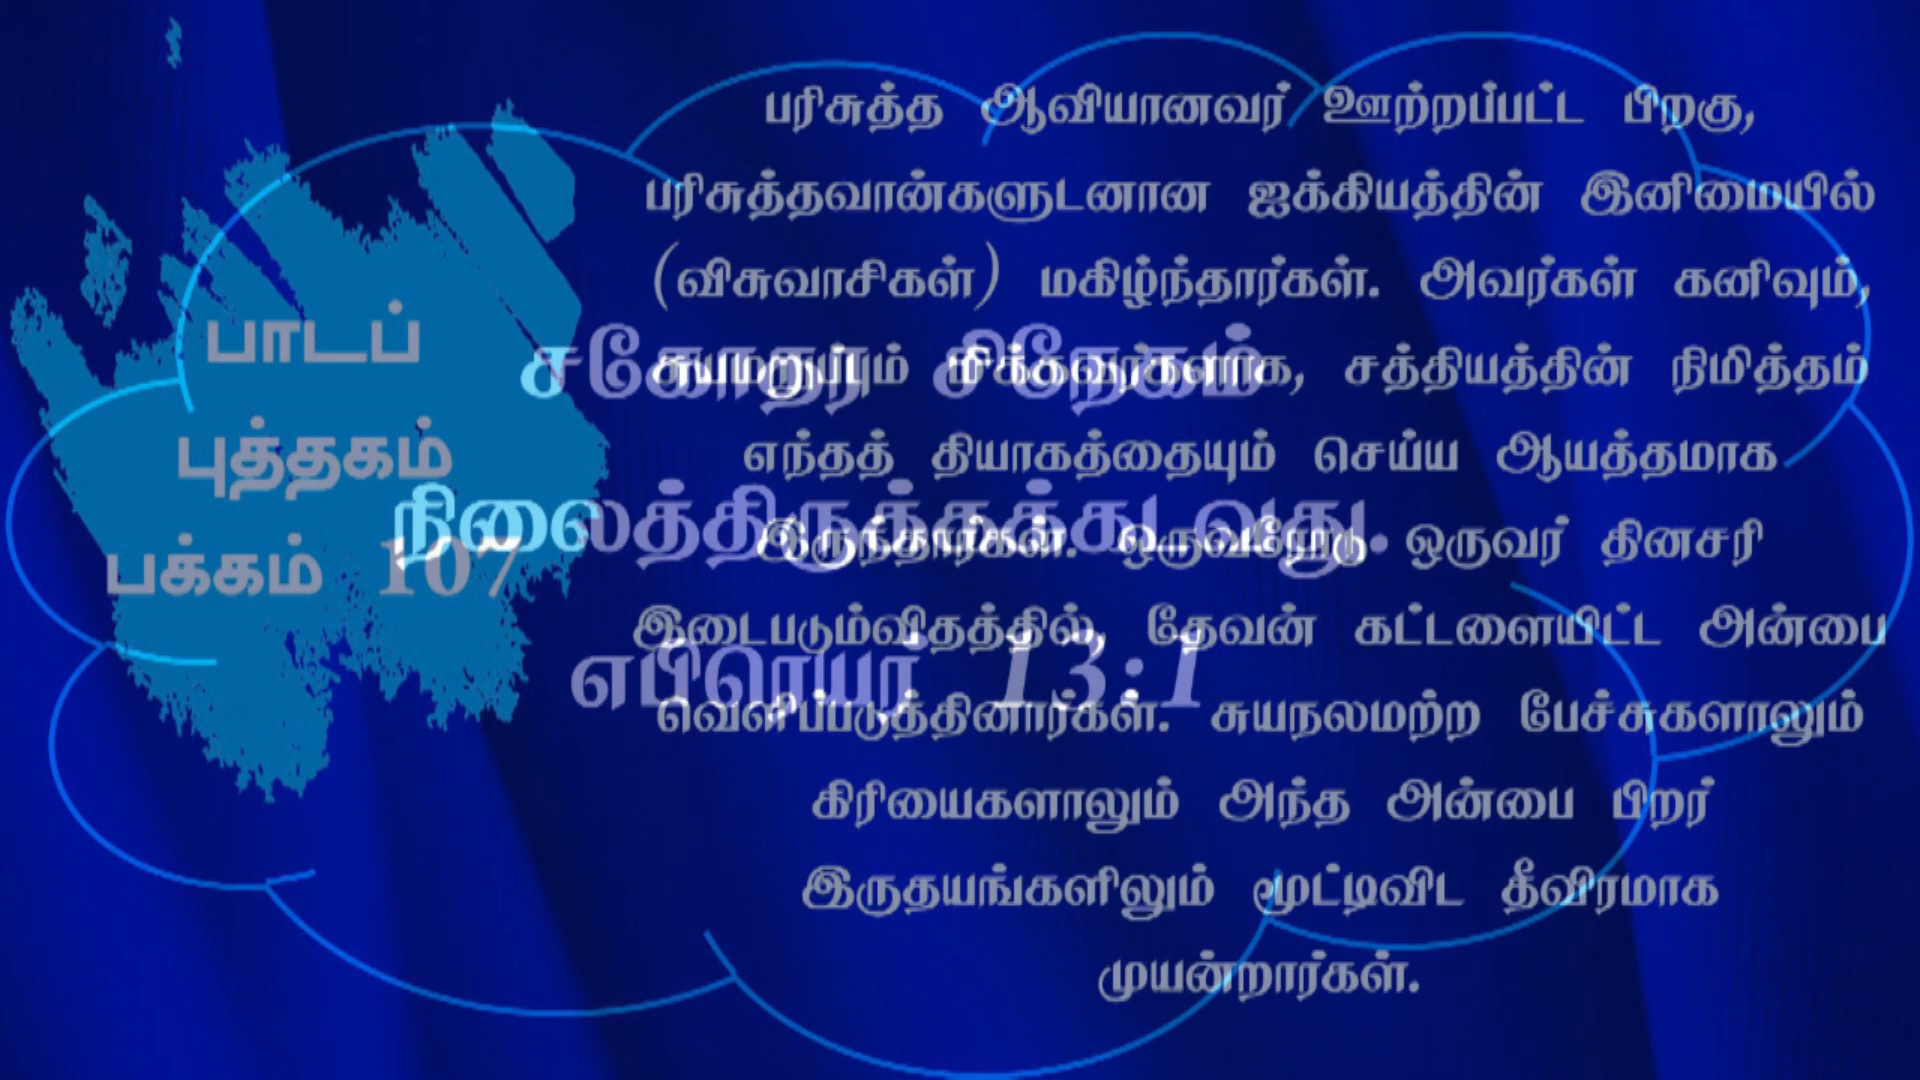 பாடப்
புத்தகம்
பக்கம் 107
சகோதர சிநேகம்
நிலைத்திருக்கக்கடவது.
எபிரெயர் 13:1
பரிசுத்த ஆவியானவர் ஊற்றப்பட்ட பிறகு,
பரிசுத்தவான்களுடனான ஐக்கியத்தின் இனிமையில்
(விசுவாசிகள்) மகிழ்ந்தார்கள். அவர்கள் கனிவும்,
சுயமறுப்பும் மிக்கவர்களாக, சத்தியத்தின் நிமித்தம்
எந்தத் தியாகத்தையும் செய்ய ஆயத்தமாக
இருந்தார்கள். ஒருவரோடு ஒருவர் தினசரி
இடைபடும்விதத்தில், தேவன் கட்டளையிட்ட அன்பை
வெளிப்படுத்தினார்கள். சுயநலமற்ற பேச்சுகளாலும்
கிரியைகளாலும் அந்த அன்பை பிறர்
இருதயங்களிலும் மூட்டிவிட தீவிரமாக
முயன்றார்கள்.